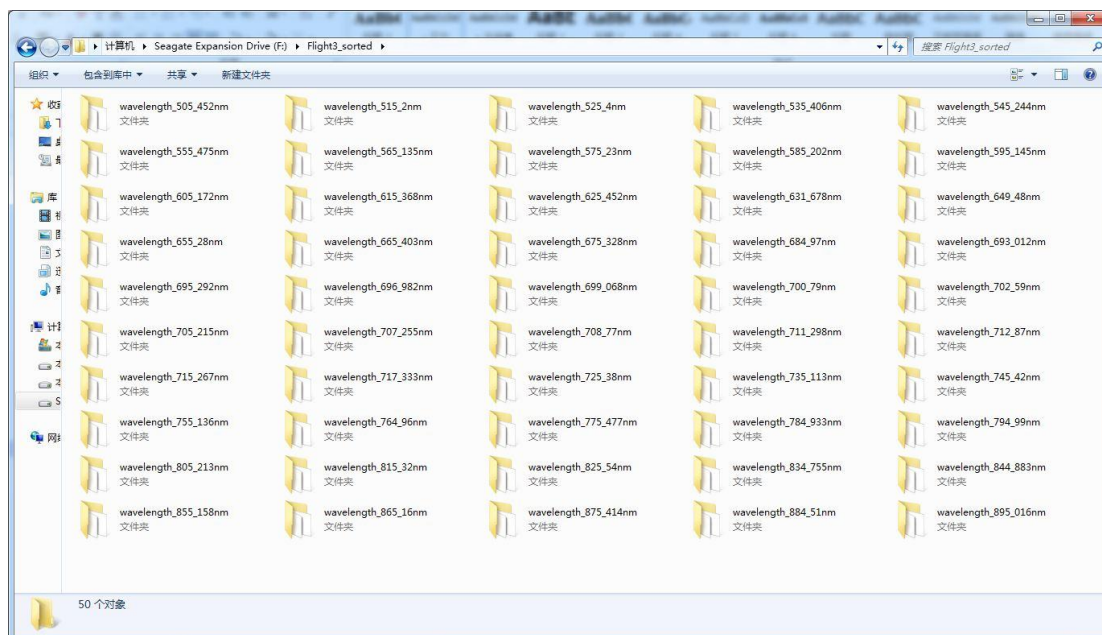 计算机 Seagate Expansion Drive (F:) Flight3_sorted
搜索 Flight3_sorted
组织 包含到库中 共享 新建文件夹
wavelength_505_452nm wavelength_515_2nm wavelength_525_4nm wavelength_535_406nm wavelength_545_244nm
文件夹 文件夹 文件夹 文件夹 文件夹
wavelength_555_475nm wavelength_565_135nm wavelength_575_23nm wavelength_585_202nm wavelength_595_145nm
文件夹 文件夹 文件夹 文件夹 文件夹
wavelength_605_172nm wavelength_615_368nm wavelength_625_452nm wavelength_631_678nm wavelength_649_48nm
文件夹 文件夹 文件夹 文件夹 文件夹
wavelength_655_28nm wavelength_665_403nm wavelength_675_328nm wavelength_684_97nm wavelength_693_012nm
文件夹 文件夹 文件夹 文件夹 文件夹
wavelength_695_292nm wavelength_696_982nm wavelength_699_068nm wavelength_700_79nm wavelength_702_59nm
文件夹 文件夹 文件夹 文件夹 文件夹
wavelength_705_215nm wavelength_707_255nm wavelength_708_77nm wavelength_711_298nm wavelength_712_87nm
文件夹 文件夹 文件夹 文件夹 文件夹
wavelength_715_267nm wavelength_717_333nm wavelength_725_38nm wavelength_735_113nm wavelength_745_42nm
文件夹 文件夹 文件夹 文件夹 文件夹
wavelength_755_136nm wavelength_764_96nm wavelength_775_477nm wavelength_784_933nm wavelength_794_99nm
文件夹 文件夹 文件夹 文件夹 文件夹
wavelength_805_213nm wavelength_815_32nm wavelength_825_54nm wavelength_834_755nm wavelength_844_883nm
文件夹 文件夹 文件夹 文件夹 文件夹
wavelength_855_158nm wavelength_865_16nm wavelength_875_414nm wavelength_884_51nm wavelength_895_016nm
文件夹 文件夹 文件夹 文件夹 文件夹
库
50 个对象